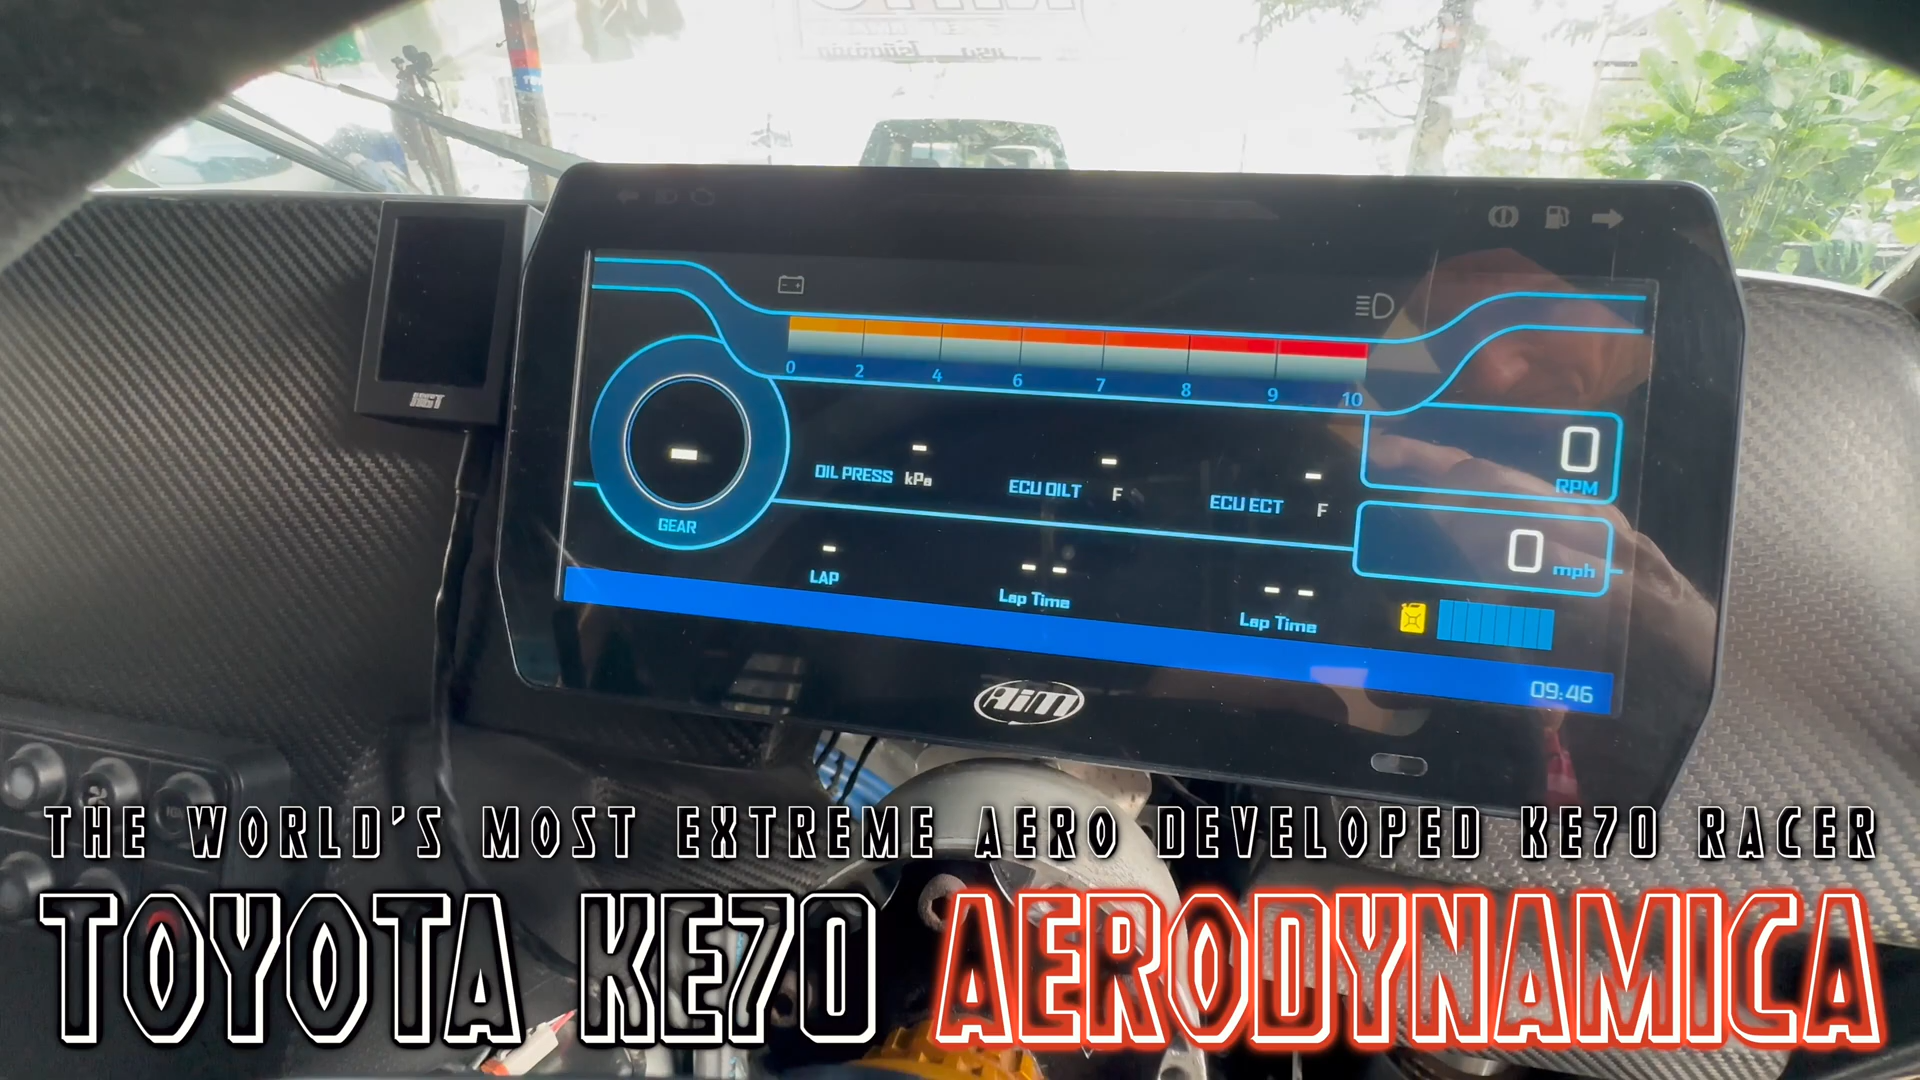 HGT
0 2 4 6 7 8 9 10
0
RPM
- OIL PRESS kPa
- ECU OILT F
- ECU ECT F
-
GEAR
0 mph
-
LAP
- -
Lap Time
- -
Lap Time
09:46
AiM
THE WORLD'S MOST EXTREME AERO DEVELOPED KE70 RACER
TOYOTA KE70 AERODYNAMICA